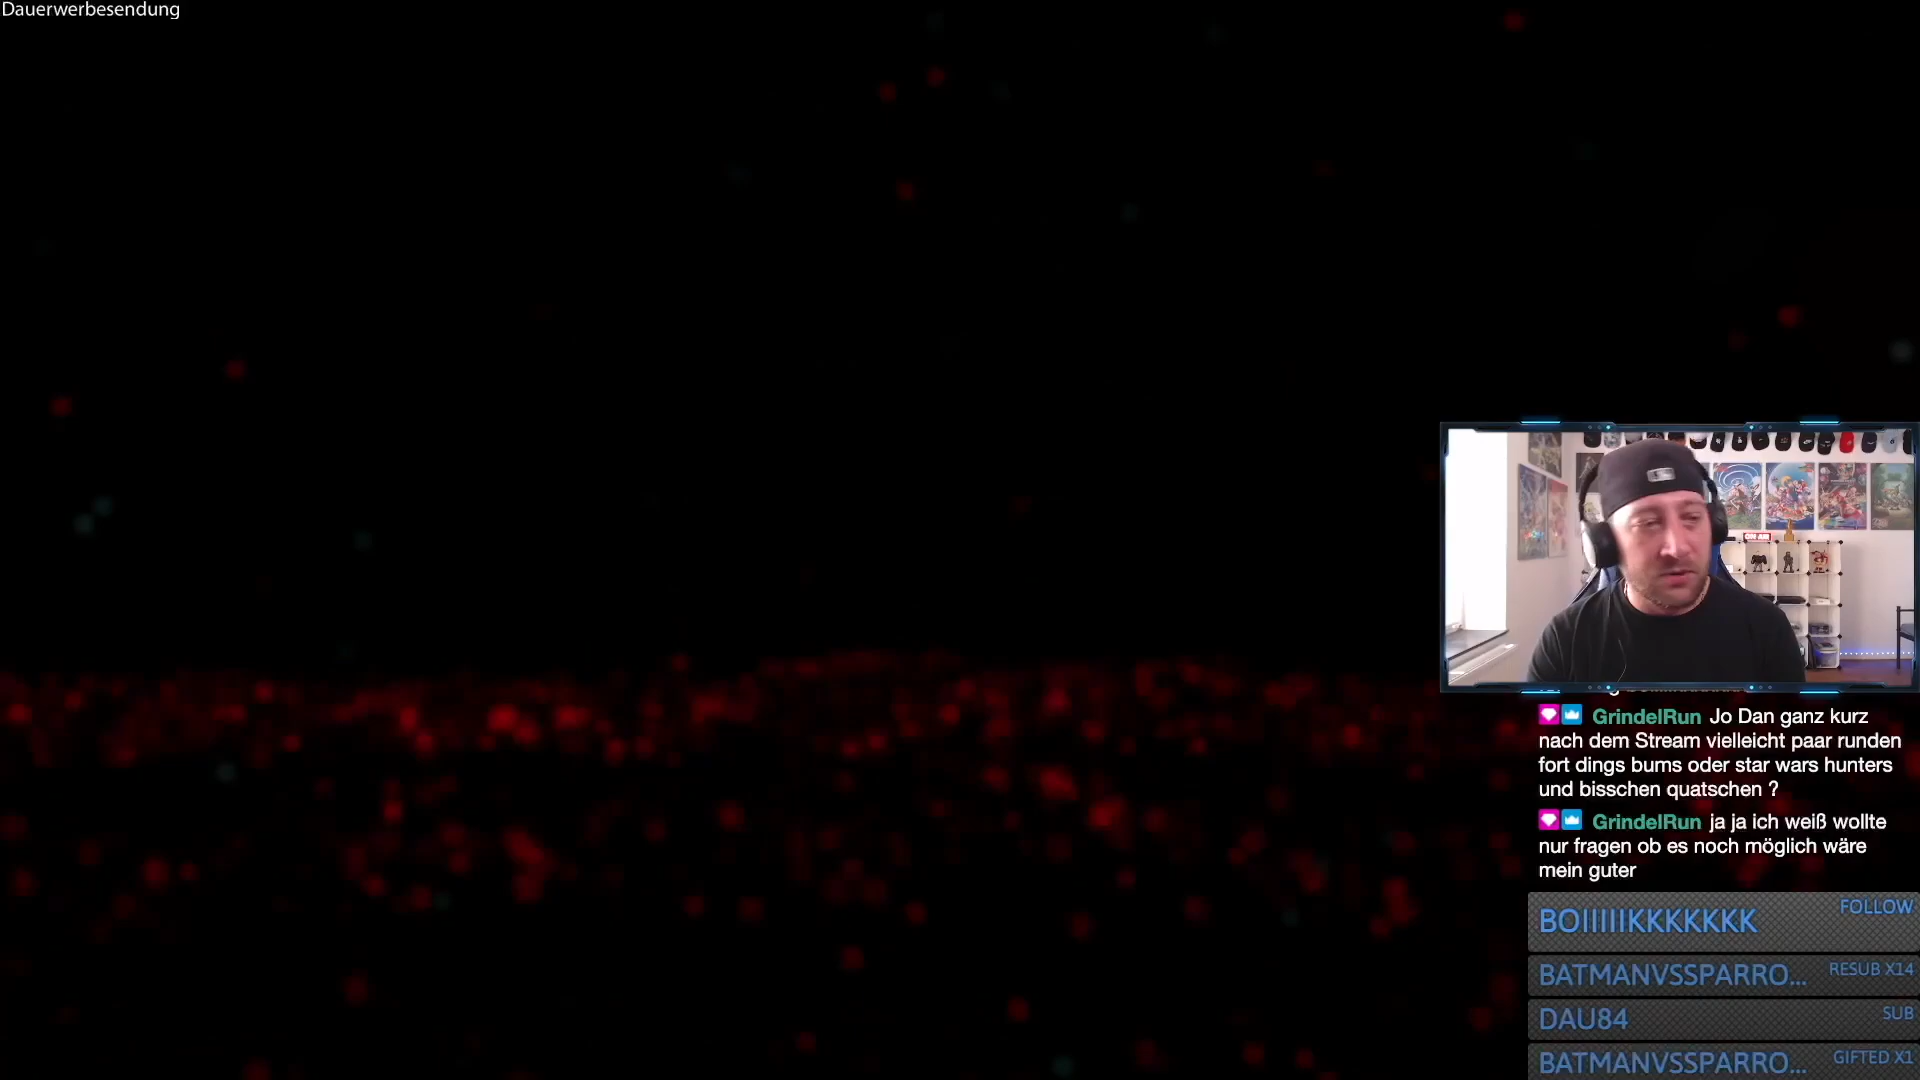 Dauerwerbesendung
ON AIR
GrindelRun Jo Dan ganz kurz
nach dem Stream vielleicht paar runden
fort dings bums oder star wars hunters
und bisschen quatschen ?
GrindelRun ja ja ich weiß wollte
nur fragen ob es noch möglich wäre
mein guter
BOIIIIIKKKKKKK FOLLOW
BATMANVSSPARRO... RESUB X14
DAU84 SUB
BATMANVSSPARRO... GIFTED X1